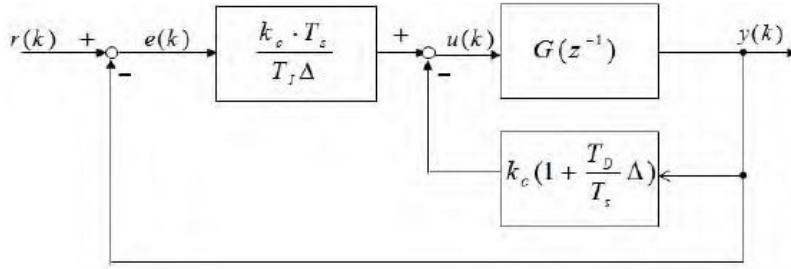 r(k) + e(k) k_c · T_s / T_I Δ + u(k) G(z^{-1}) y(k)
− −
k_c(1 + T_D / T_s Δ)